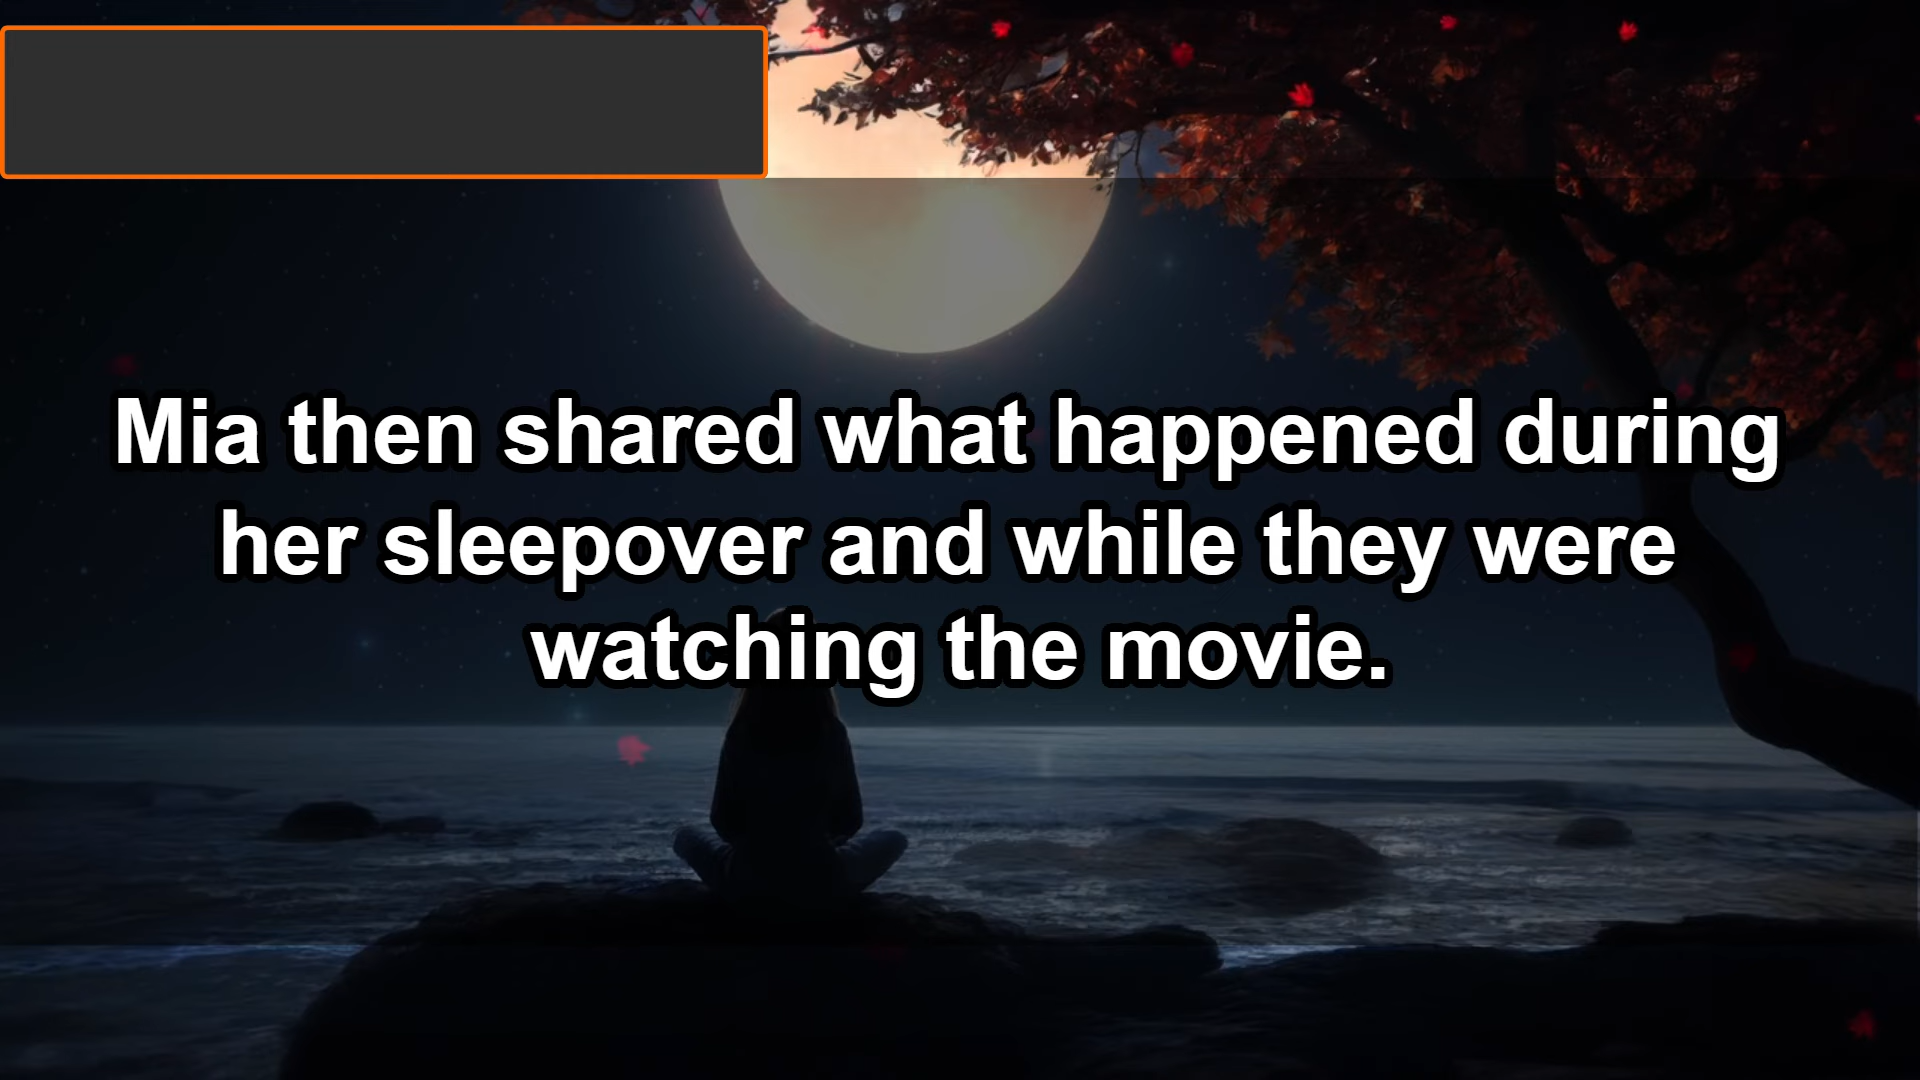 Mia then shared what happened during
her sleepover and while they were
watching the movie.